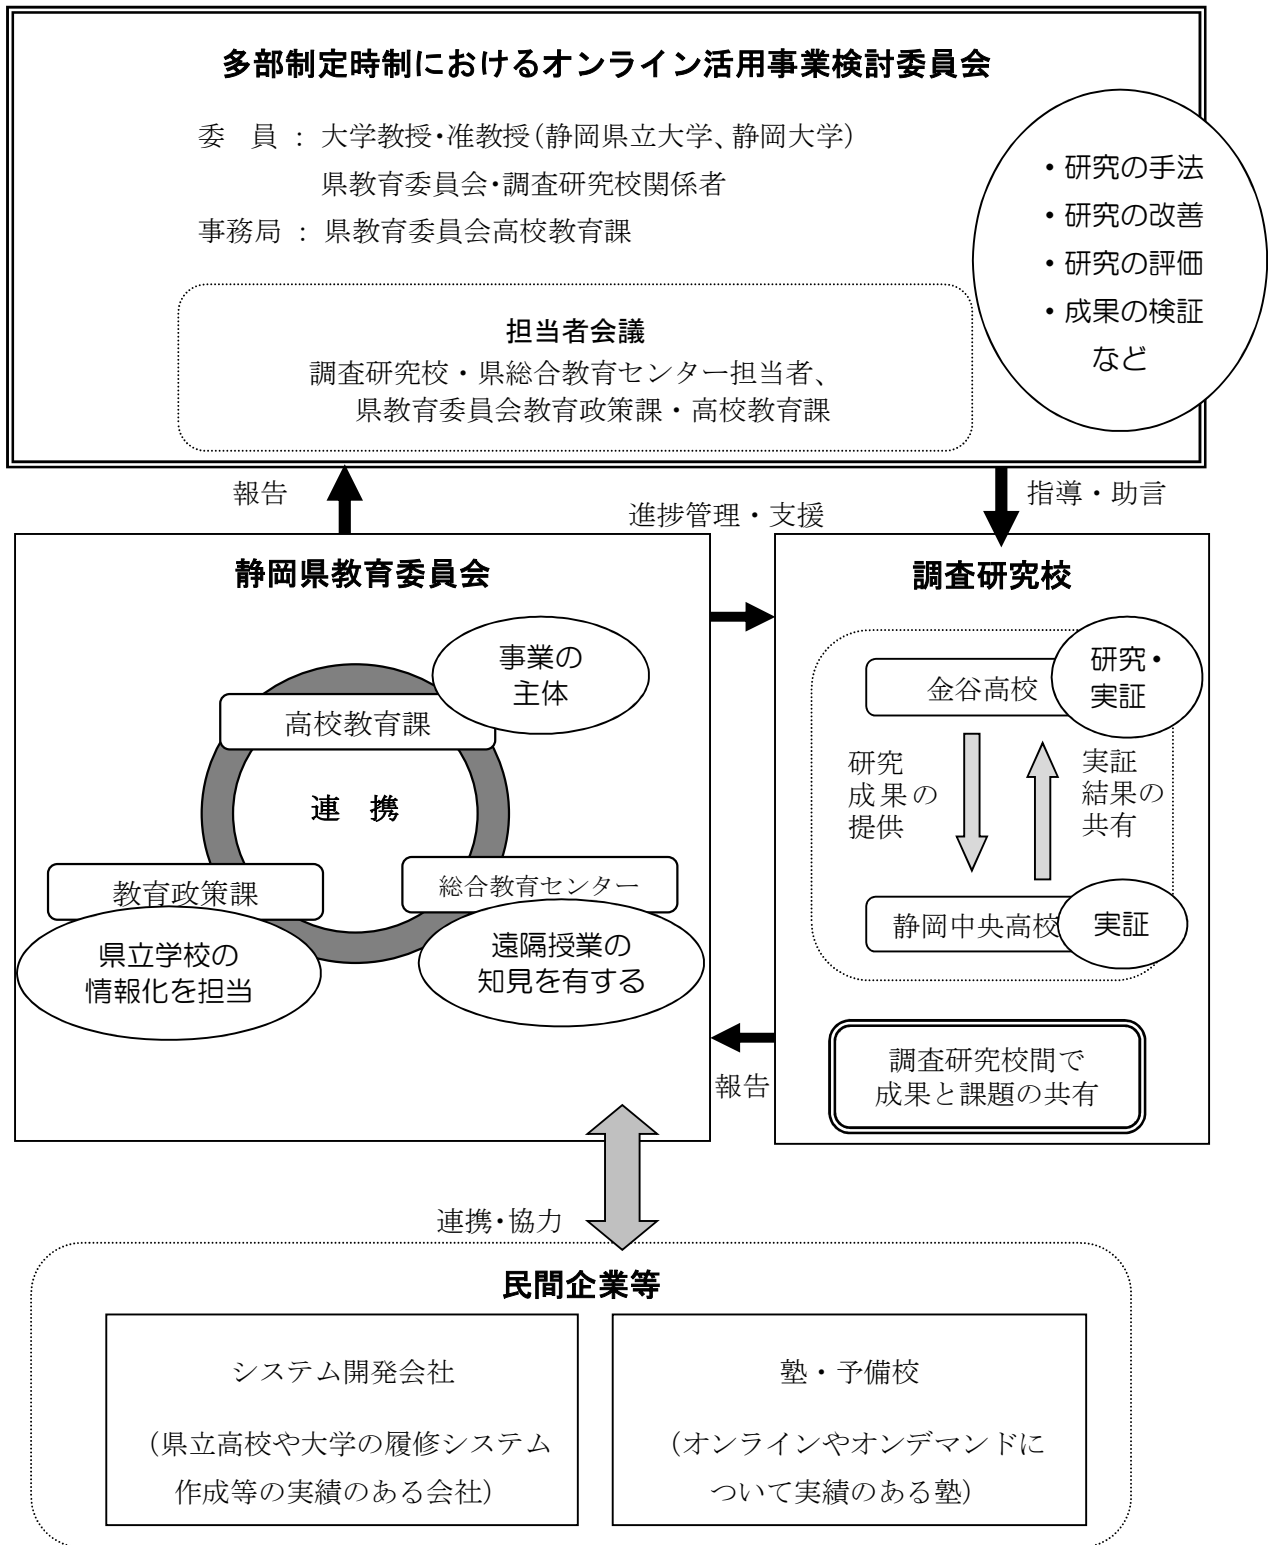 多部制定時制におけるオンライン活用事業検討委員会
委　員 ： 大学教授・准教授（静岡県立大学、静岡大学）
県教育委員会・調査研究校関係者
事務局 ： 県教育委員会高校教育課
・研究の手法
・研究の改善
・研究の評価
・成果の検証
など
担当者会議
調査研究校・県総合教育センター担当者、
県教育委員会教育政策課・高校教育課
報告
進捗管理・支援
指導・助言
静岡県教育委員会
事業の
主体
高校教育課
連　携
教育政策課
総合教育センター
県立学校の
情報化を担当
遠隔授業の
知見を有する
調査研究校
研究・
実証
金谷高校
研究
成果の
提供
実証
結果の
共有
静岡中央高校
実証
調査研究校間で
成果と課題の共有
報告
連携・協力
民間企業等
システム開発会社
（県立高校や大学の履修システム
作成等の実績のある会社）
塾・予備校
（オンラインやオンデマンドに
ついて実績のある塾）